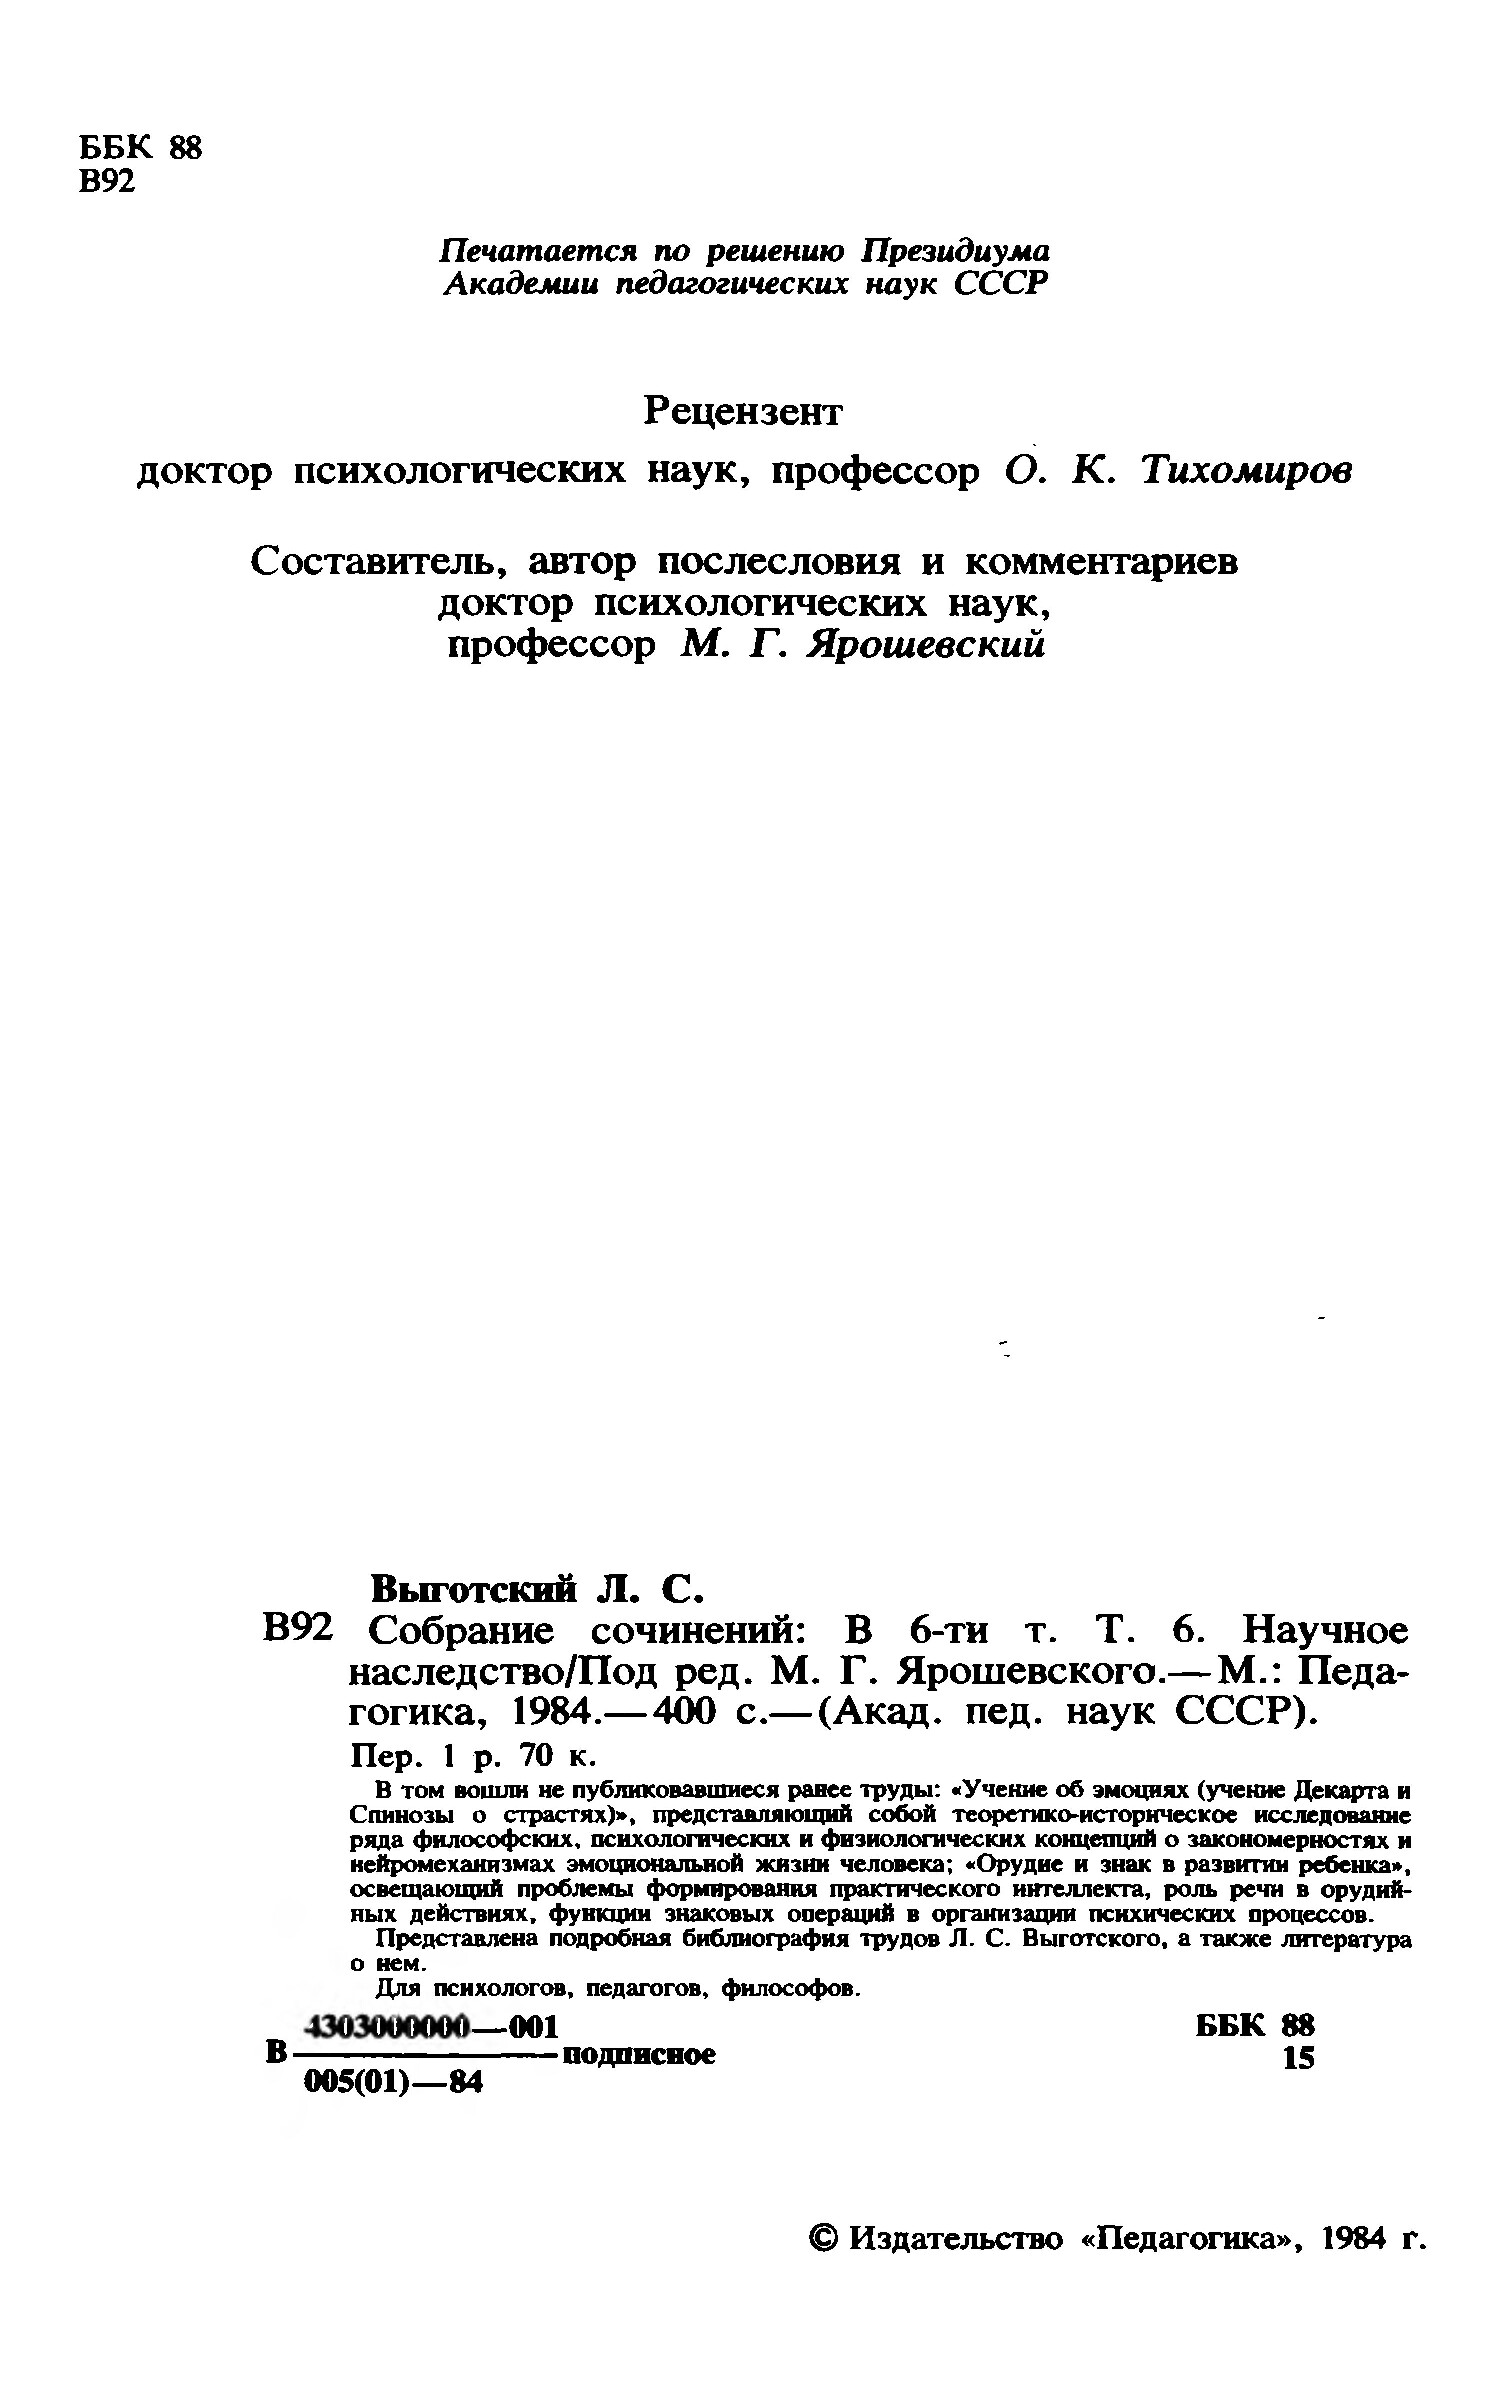 ББК 88
В92
Печатается по решению Президиума
Академии педагогических наук СССР
Рецензент
доктор психологических наук, профессор О. К. Тихомиров
Составитель, автор послесловия и комментариев
доктор психологических наук,
профессор М. Г. Ярошевский
Выготский Л. С.
В92 Собрание сочинений: В 6-ти т. Т. 6. Научное
наследство/Под ред. М. Г. Ярошевского.—М.: Педа-
гогика, 1984.—400 с.—(Акад. пед. наук СССР).
Пер. 1 р. 70 к.
В том вошли не публиковавшиеся ранее труды: «Учение об эмоциях (учение Декарта и
Спинозы о страстях)», представляющий собой теоретико-историческое исследование
ряда философских, психологических и физиологических концепций о закономерностях и
нейромеханизмах эмоциональной жизни человека; «Орудие и знак в развитии ребенка»,
освещающий проблемы формирования практического интеллекта, роль речи в орудий-
ных действиях, функции знаковых операций в организации психических процессов.
Представлена подробная библиография трудов Л. С. Выготского, а также литература
о нем.
Для психологов, педагогов, философов.
4303000000—001
В———подписное
005(01)—84
ББК 88
15
© Издательство «Педагогика», 1984 г.